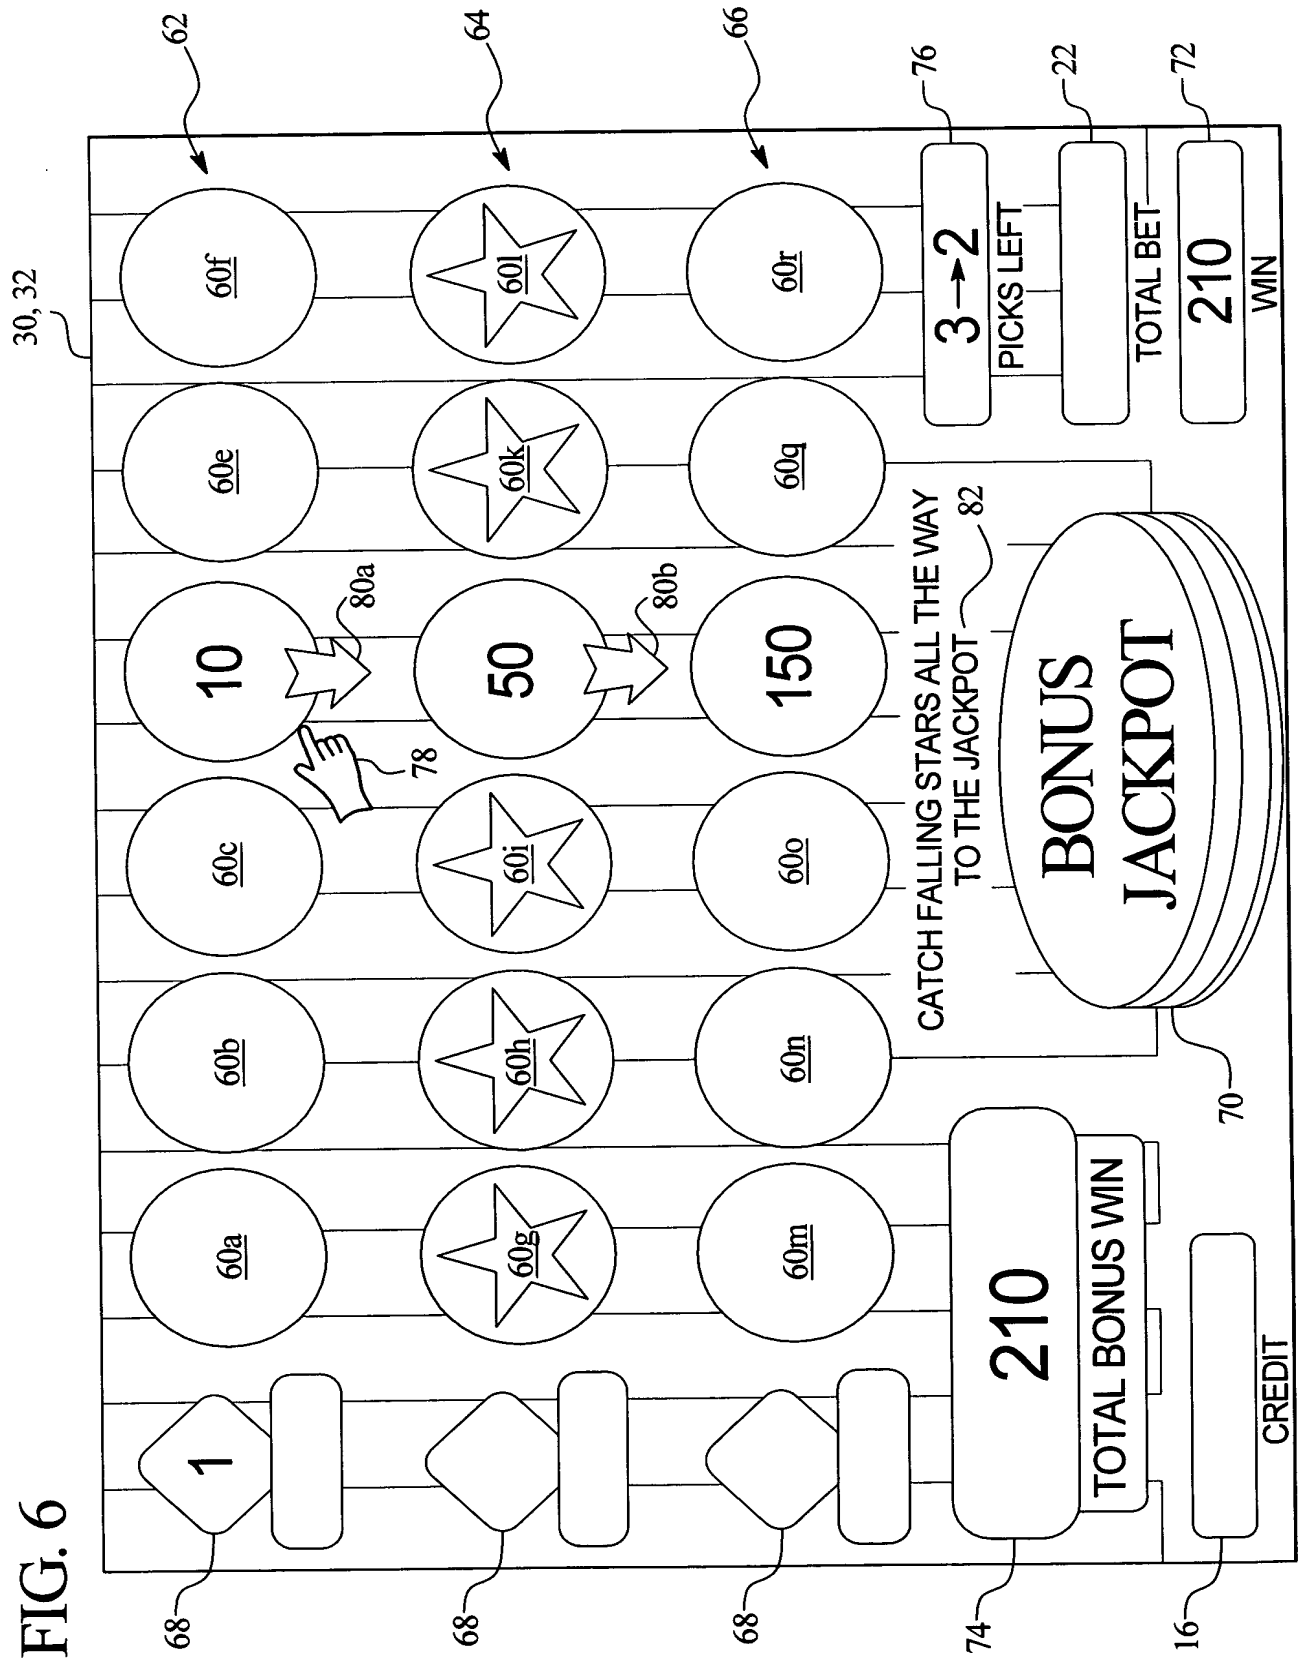 FIG. 6
30, 32
68
1
60a
60b
60c
10
60e
60f
62
78
80a
68
60g
60h
60i
50
60k
60l
64
80b
68
60m
60n
60o
150
60q
60r
66
74
210
TOTAL BONUS WIN
CATCH FALLING STARS ALL THE WAY
TO THE JACKPOT
82
3→2
PICKS LEFT
76
BONUS
JACKPOT
70
22
TOTAL BET
16
CREDIT
210
WIN
72